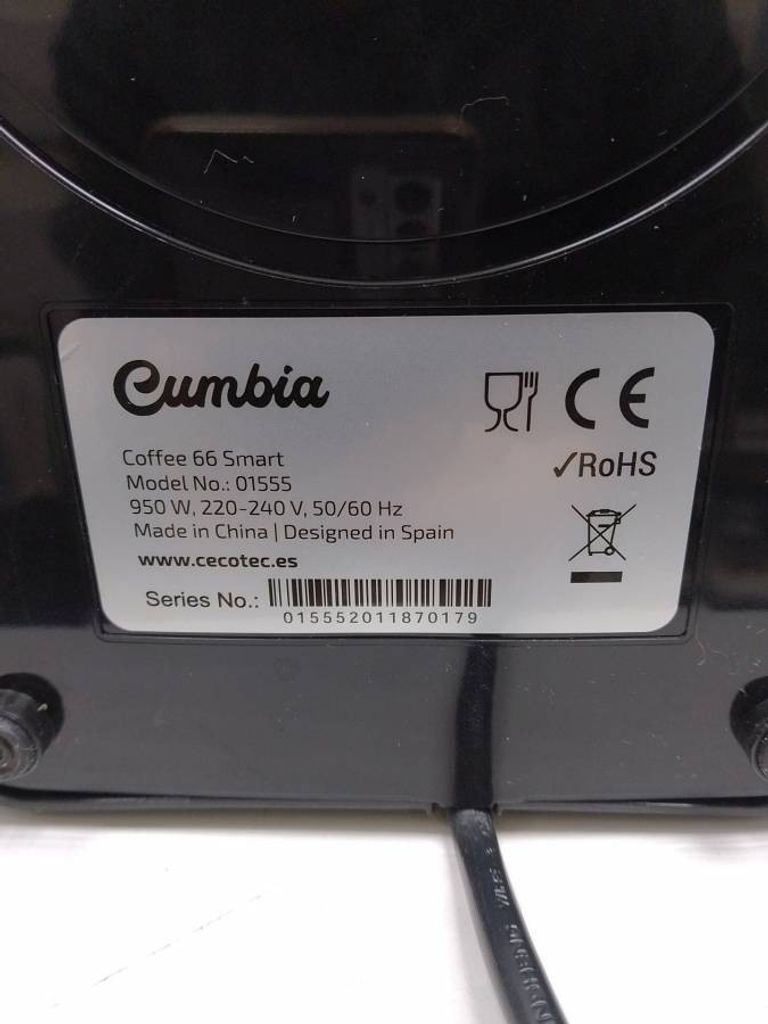 Cumbia
CE
Coffee 66 Smart
✓RoHS
Model No.: 01555
950 W, 220-240 V, 50/60 Hz
Made in China | Designed in Spain
www.cecotec.es
Series No.:
015552011870179